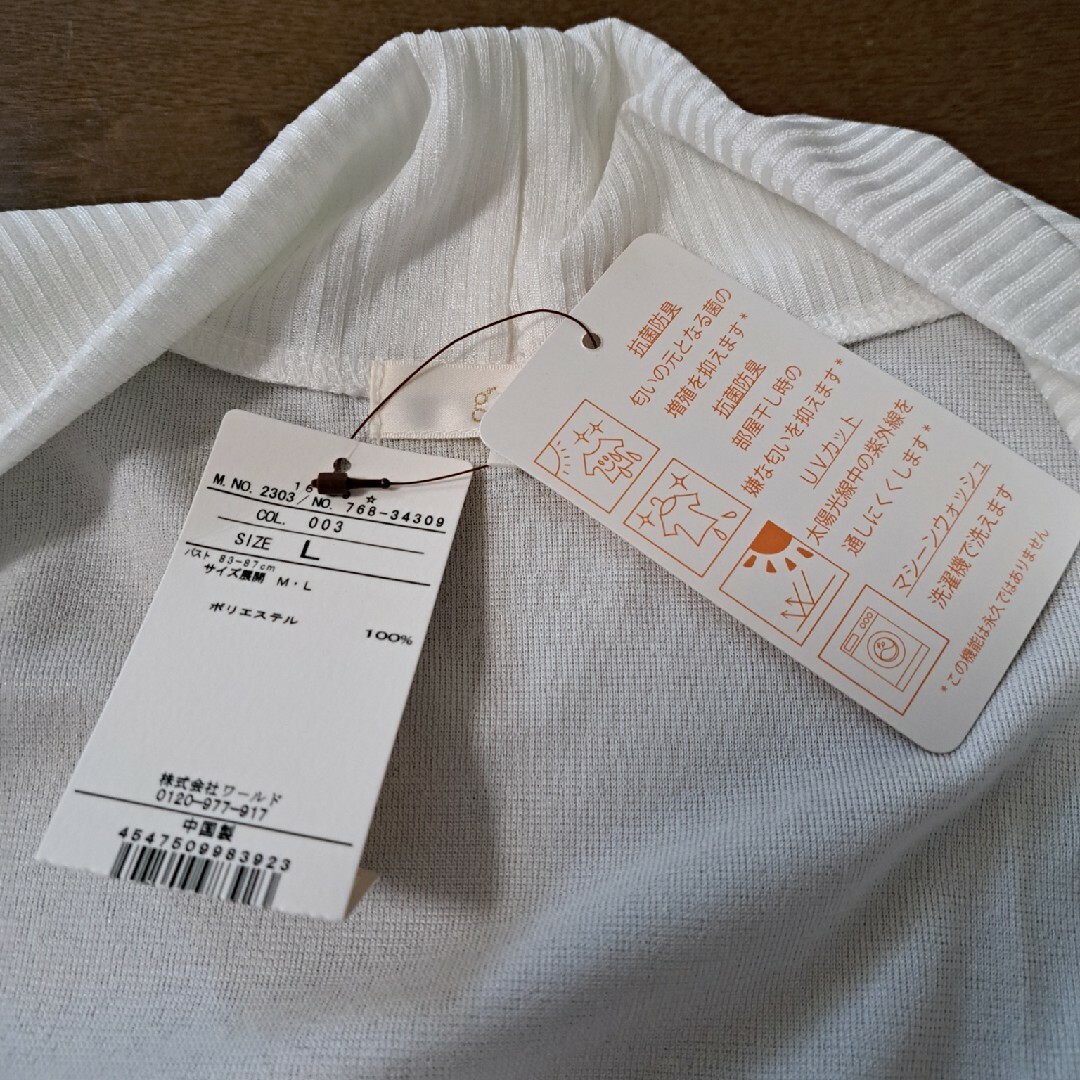 M. NO. 2303 / NO. 768-34309
COL. 003
SIZE L
バスト 83-87cm
サイズ展開 M・L
ポリエステル
100%
株式会社ワールド
0120-977-917
中国製
4547509983923
抗菌防臭
匂いの元となる菌の
増殖を抑えます*
抗菌防臭
部屋干し時の
嫌な匂いを抑えます*
UVカット
太陽光線中の紫外線を
通しにくくします*
マシーンウォッシュ
洗濯機で洗えます
*この機能は永久ではありません